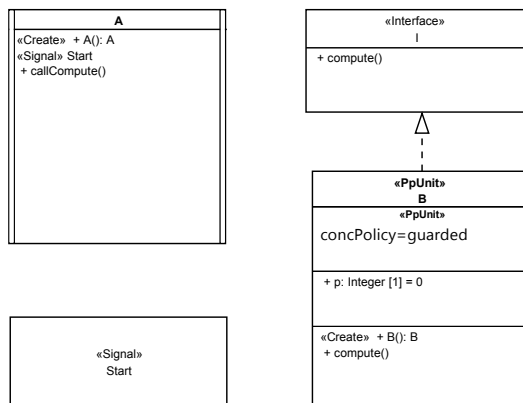 A
«Create» + A(): A
«Signal» Start
+ callCompute()
«Interface»
I
+ compute()
«PpUnit»
B
«PpUnit»
concPolicy=guarded
+ p: Integer [1] = 0
«Create» + B(): B
+ compute()
«Signal»
Start